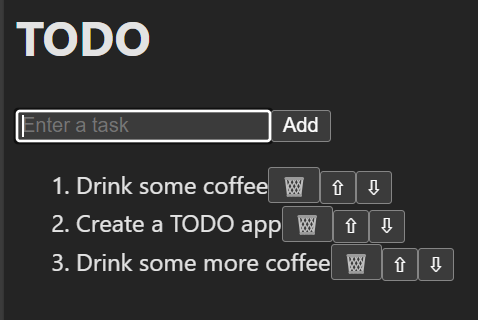 TODO
Enter a task Add
1. Drink some coffee 🗑 ⇧ ⇩
2. Create a TODO app 🗑 ⇧ ⇩
3. Drink some more coffee 🗑 ⇧ ⇩